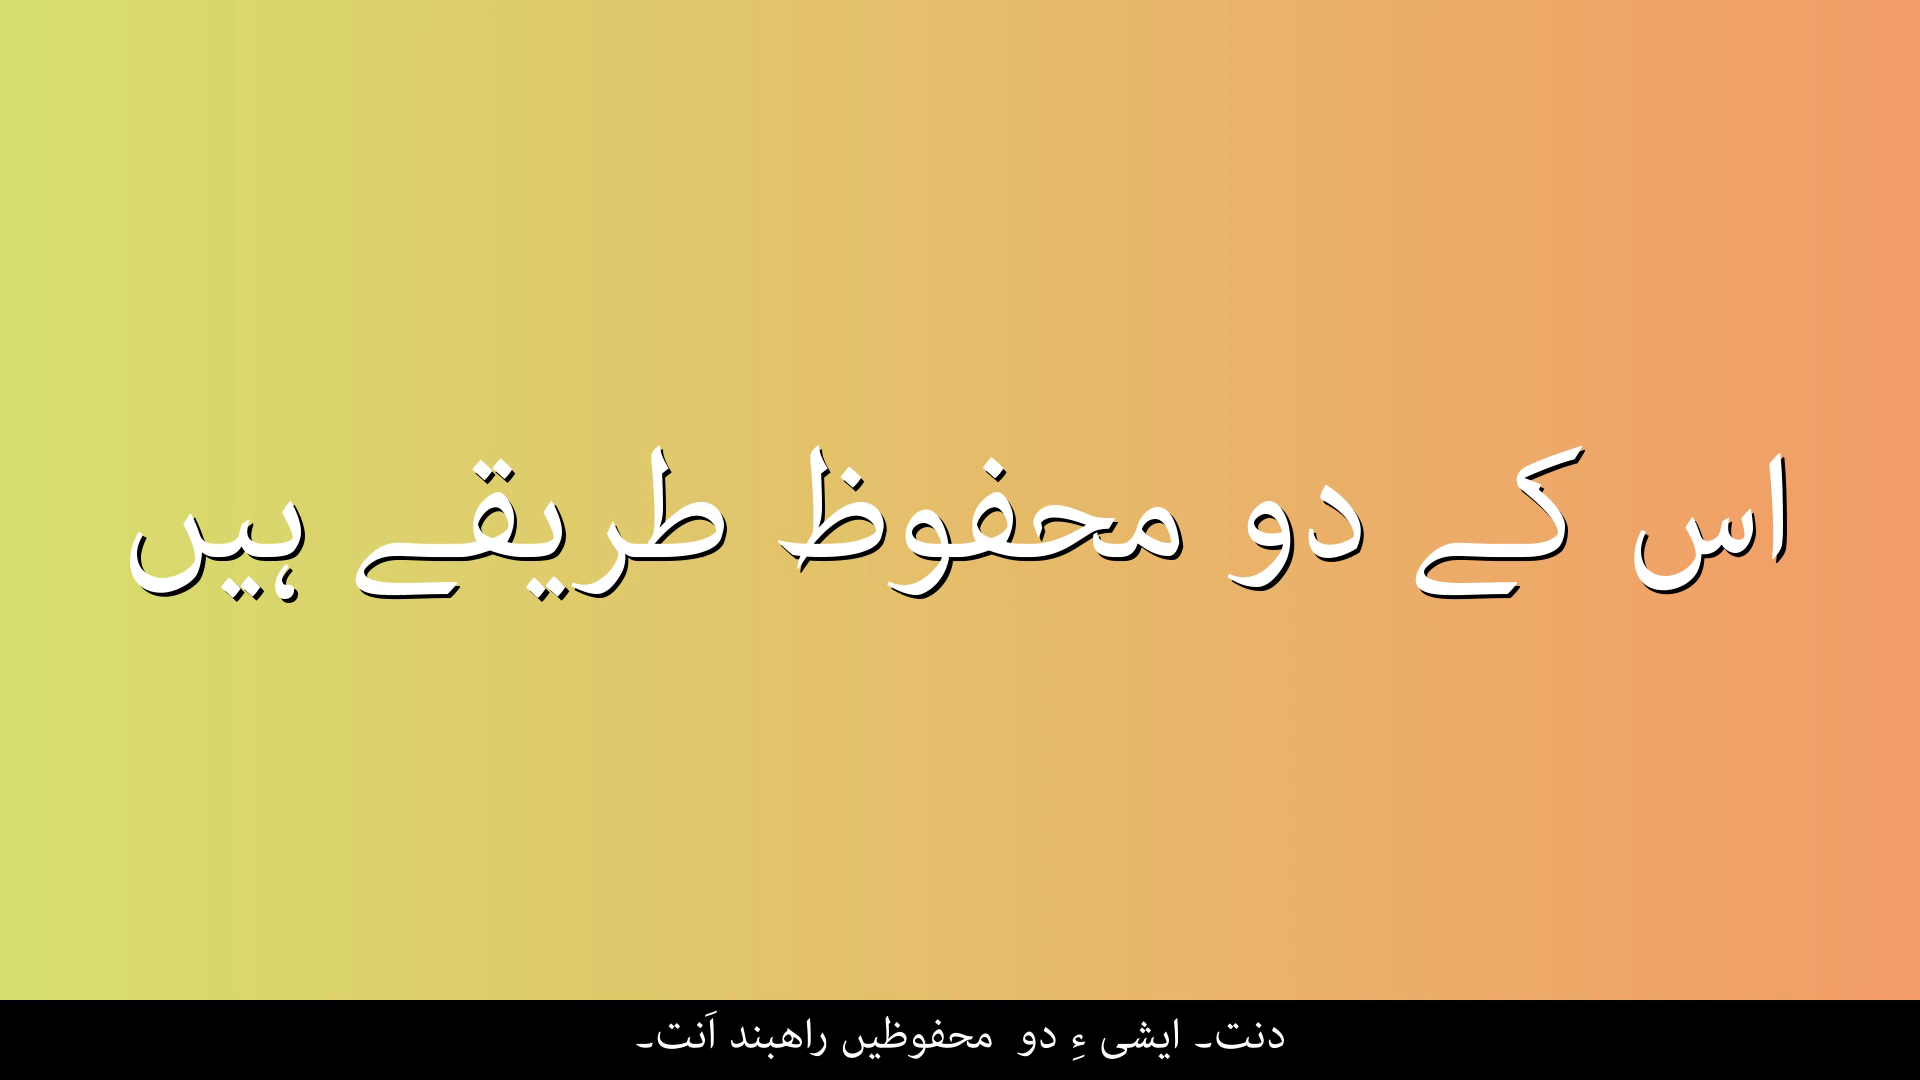 اس کے دو محفوظ طریقے ہیں
دنت۔ ایشی ءِ دو محفوظیں راھبند اَنت۔